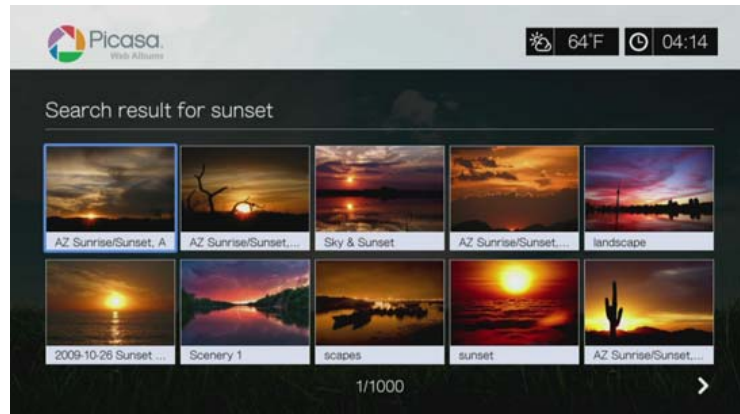 Picasa.
Web Albums
64°F 04:14
Search result for sunset
AZ Sunrise/Sunset, A
AZ Sunrise/Sunset,...
Sky & Sunset
AZ Sunrise/Sunset,...
landscape
2009-10-26 Sunset ...
Scenery 1
scapes
sunset
AZ Sunrise/Sunset,...
1/1000